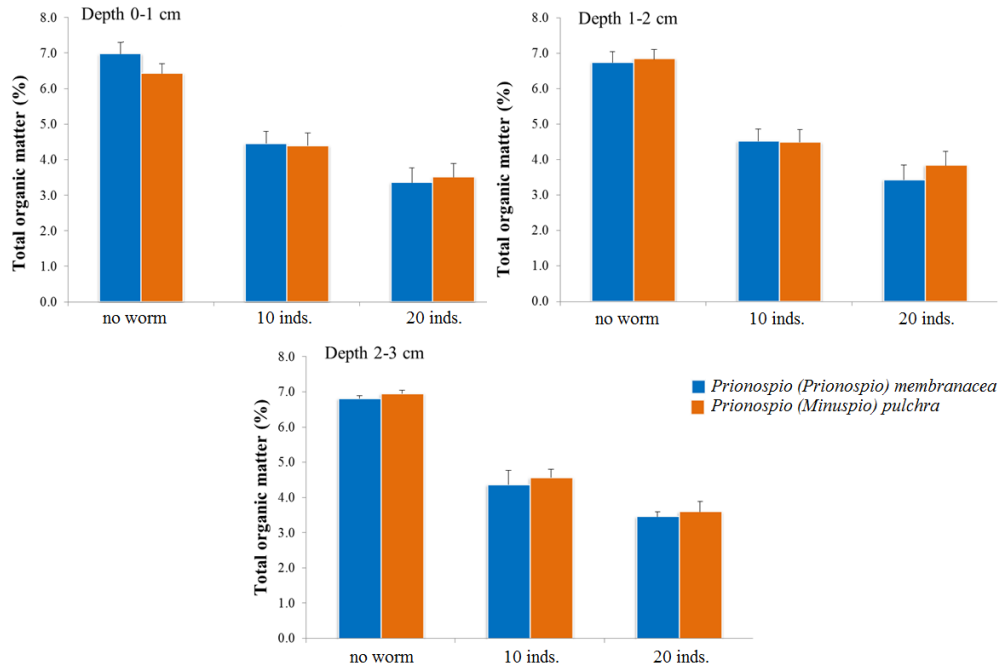 Depth 0-1 cm
Total organic matter (%)
8.0
7.0
6.0
5.0
4.0
3.0
2.0
1.0
0.0
no worm 10 inds. 20 inds.
Depth 1-2 cm
Total organic matter (%)
8.0
7.0
6.0
5.0
4.0
3.0
2.0
1.0
0.0
no worm 10 inds. 20 inds.
Depth 2-3 cm
Total organic matter (%)
8.0
7.0
6.0
5.0
4.0
3.0
2.0
1.0
0.0
no worm 10 inds. 20 inds.
Prionospio (Prionospio) membranacea
Prionospio (Minuspio) pulchra